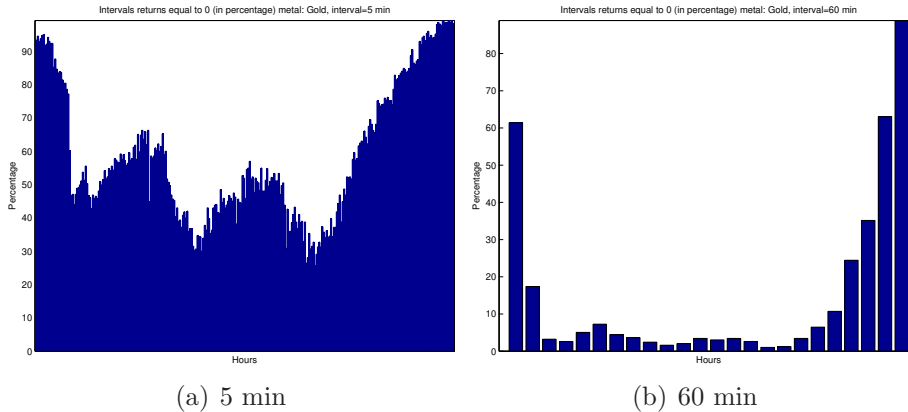 Intervals returns equal to 0 (in percentage) metal: Gold, interval=5 min
90
80
70
60
50
40
30
20
10
0
Percentage
Hours
(a) 5 min
Intervals returns equal to 0 (in percentage) metal: Gold, interval=60 min
80
70
60
50
40
30
20
10
0
Percentage
Hours
(b) 60 min